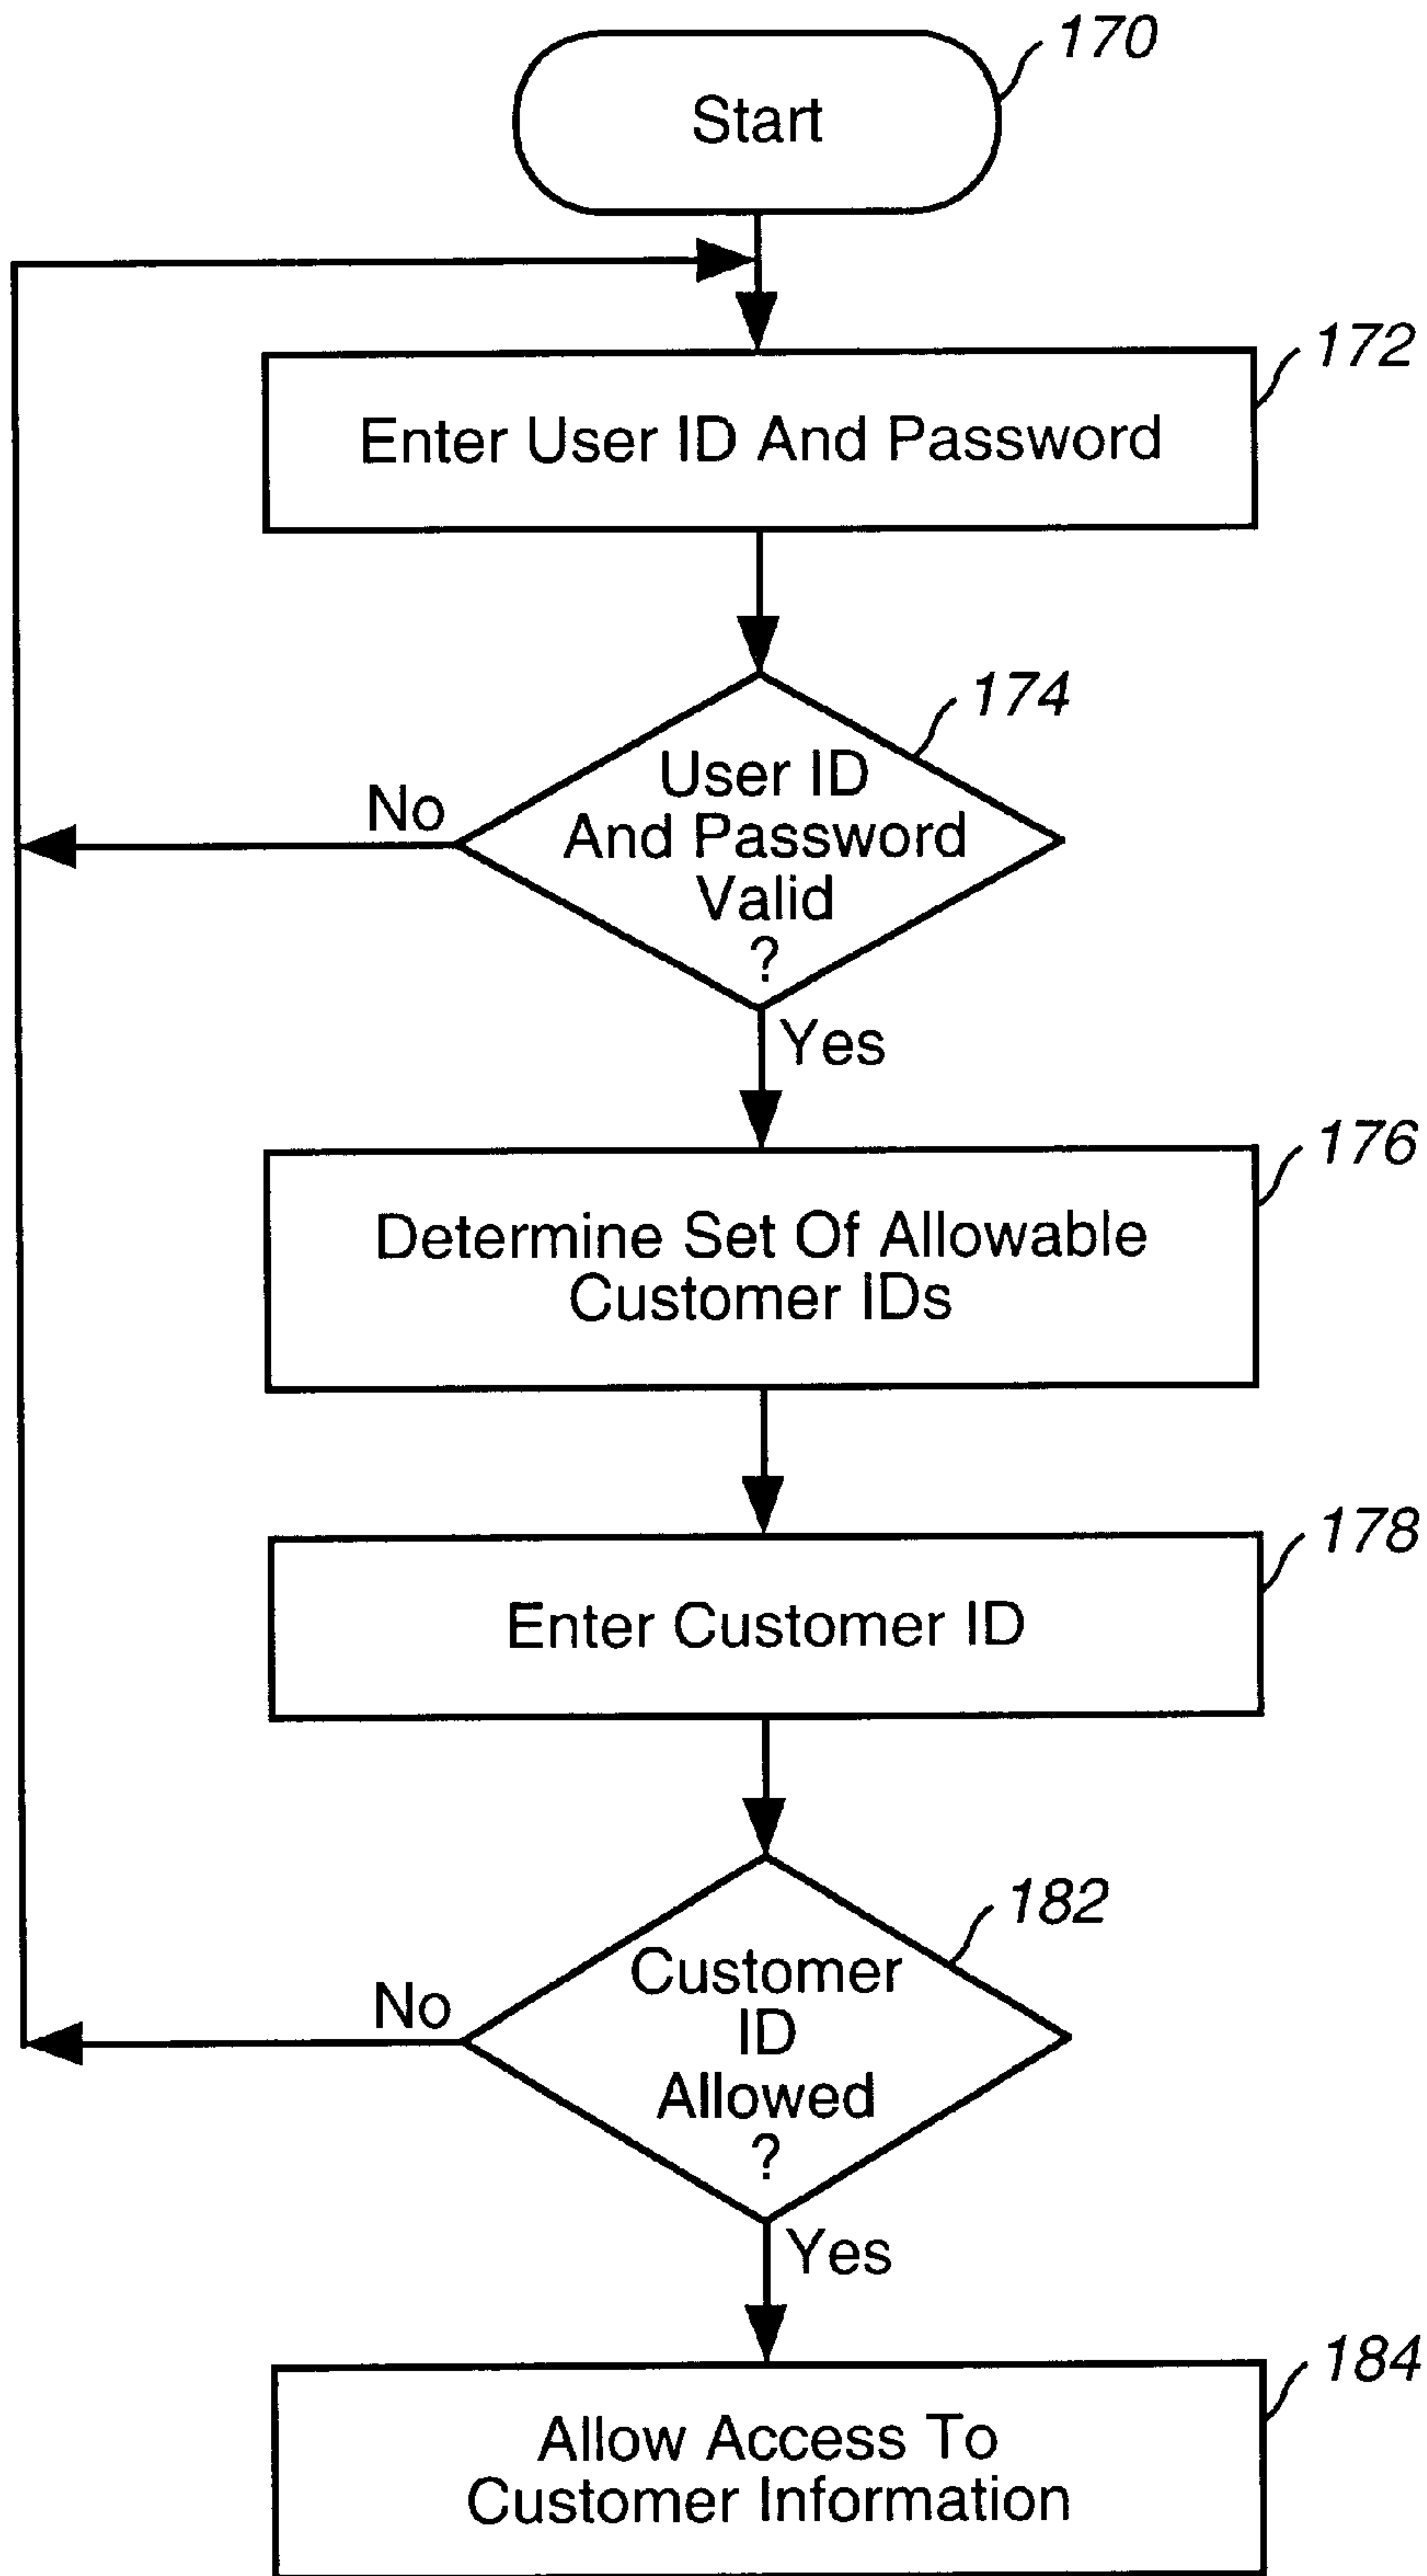 170
Start
172
Enter User ID And Password
174
User ID
And Password
Valid
?
No
Yes
176
Determine Set Of Allowable
Customer IDs
178
Enter Customer ID
182
Customer
ID
Allowed
?
No
Yes
184
Allow Access To
Customer Information